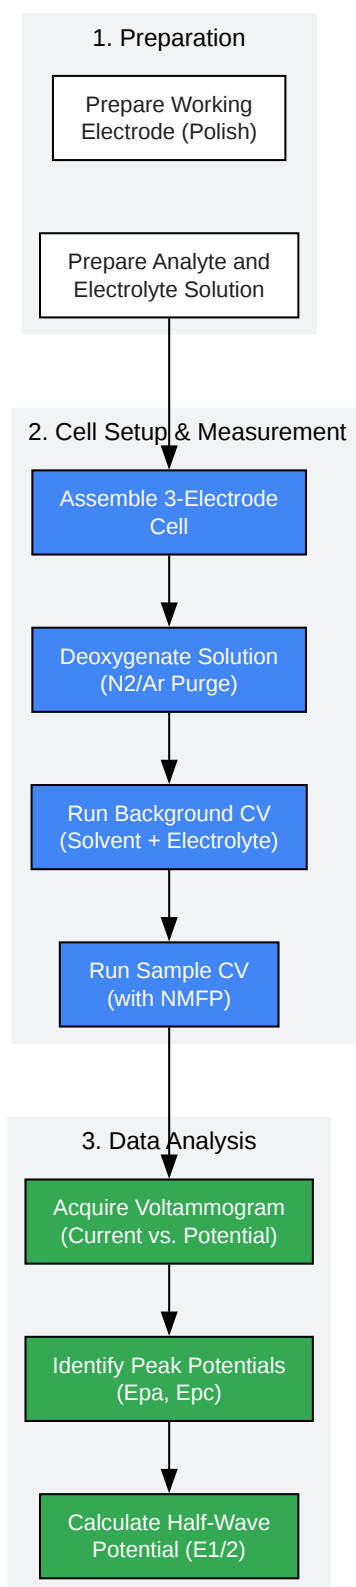 1. Preparation
Prepare Working
Electrode (Polish)
Prepare Analyte and
Electrolyte Solution
2. Cell Setup & Measurement
Assemble 3-Electrode
Cell
Deoxygenate Solution
(N2/Ar Purge)
Run Background CV
(Solvent + Electrolyte)
Run Sample CV
(with NMFP)
3. Data Analysis
Acquire Voltammogram
(Current vs. Potential)
Identify Peak Potentials
(Epa, Epc)
Calculate Half-Wave
Potential (E1/2)